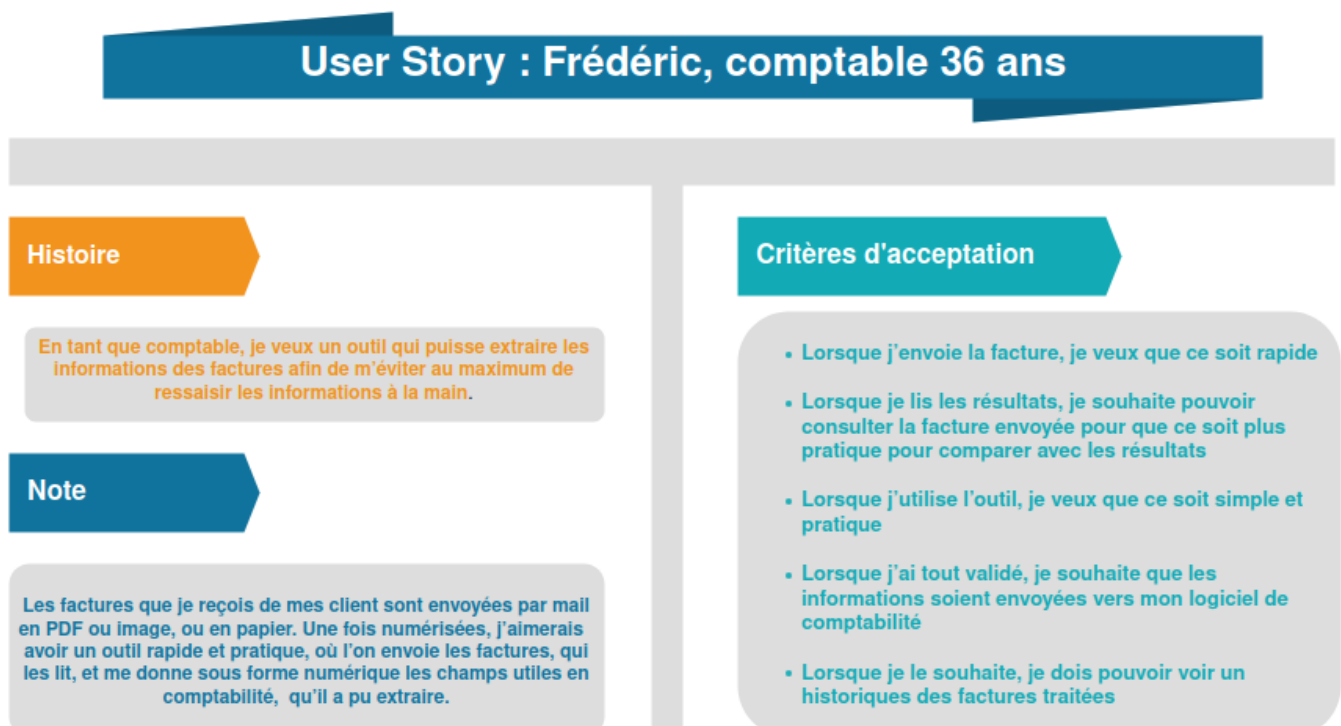 User Story : Frédéric, comptable 36 ans
Histoire
En tant que comptable, je veux un outil qui puisse extraire les
informations des factures afin de m'éviter au maximum de
ressaisir les informations à la main.
Note
Les factures que je reçois de mes client sont envoyées par mail
en PDF ou image, ou en papier. Une fois numérisées, j'aimerais
avoir un outil rapide et pratique, où l'on envoie les factures, qui
les lit, et me donne sous forme numérique les champs utiles en
comptabilité, qu'il a pu extraire.
Critères d'acceptation
• Lorsque j'envoie la facture, je veux que ce soit rapide
• Lorsque je lis les résultats, je souhaite pouvoir
consulter la facture envoyée pour que ce soit plus
pratique pour comparer avec les résultats
• Lorsque j'utilise l'outil, je veux que ce soit simple et
pratique
• Lorsque j'ai tout validé, je souhaite que les
informations soient envoyées vers mon logiciel de
comptabilité
• Lorsque je le souhaite, je dois pouvoir voir un
historiques des factures traitées